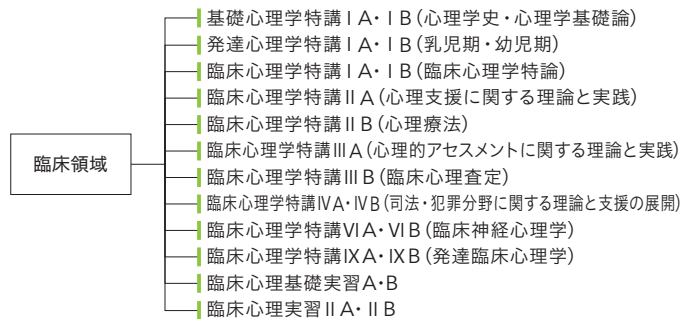 基礎心理学特講ⅠA・ⅠB(心理学史・心理学基礎論)
発達心理学特講ⅠA・ⅠB(乳児期・幼児期)
臨床心理学特講ⅠA・ⅠB(臨床心理学特論)
臨床心理学特講ⅡA(心理支援に関する理論と実践)
臨床心理学特講ⅡB(心理療法)
臨床領域
臨床心理学特講ⅢA(心理的アセスメントに関する理論と実践)
臨床心理学特講ⅢB(臨床心理査定)
臨床心理学特講ⅣA・ⅣB(司法・犯罪分野に関する理論と支援の展開)
臨床心理学特講ⅥA・ⅥB(臨床神経心理学)
臨床心理学特講ⅨA・ⅨB(発達臨床心理学)
臨床心理基礎実習A・B
臨床心理実習ⅡA・ⅡB